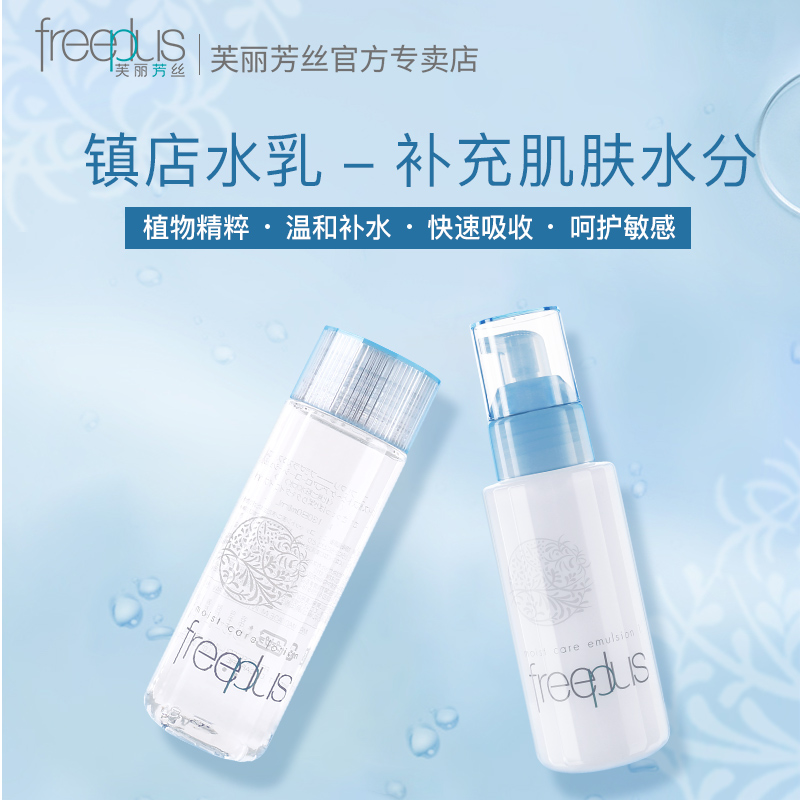 freeplus
芙丽芳丝
芙丽芳丝官方专卖店
镇店水乳 – 补充肌肤水分
植物精粹 · 温和补水 · 快速吸收 · 呵护敏感
moist care lotion
freeplus
moist care emulsion
freeplus